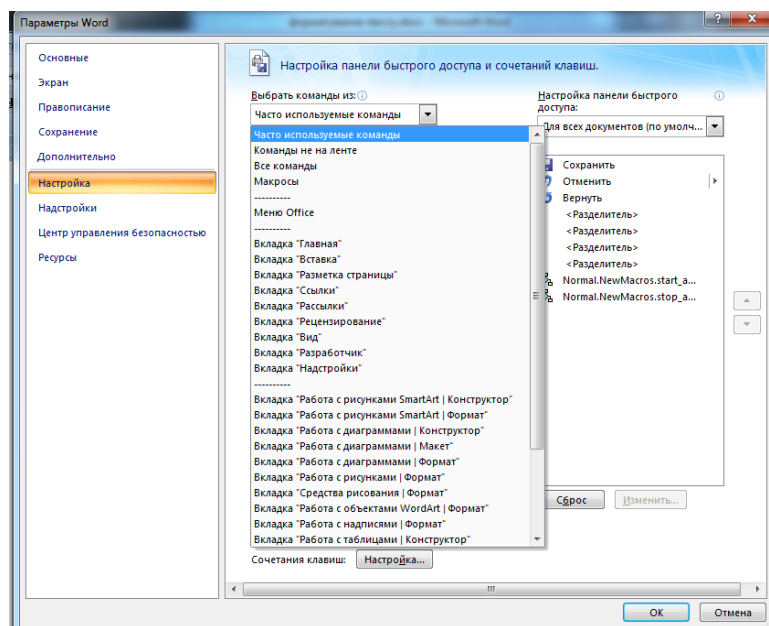 Параметры Word
форматування тексту.docx - Microsoft Word
Основные
Экран
Правописание
Сохранение
Дополнительно
Настройка
Надстройки
Центр управления безопасностью
Ресурсы
Настройка панели быстрого доступа и сочетаний клавиш.
Выбрать команды из:
Часто используемые команды
Часто используемые команды
Команды не на ленте
Все команды
Макросы
----------
Меню Office
----------
Вкладка "Главная"
Вкладка "Вставка"
Вкладка "Разметка страницы"
Вкладка "Ссылки"
Вкладка "Рассылки"
Вкладка "Рецензирование"
Вкладка "Вид"
Вкладка "Разработчик"
Вкладка "Надстройки"
----------
Вкладка "Работа с рисунками SmartArt | Конструктор"
Вкладка "Работа с рисунками SmartArt | Формат"
Вкладка "Работа с диаграммами | Конструктор"
Вкладка "Работа с диаграммами | Макет"
Вкладка "Работа с диаграммами | Формат"
Вкладка "Работа с рисунками | Формат"
Вкладка "Средства рисования | Формат"
Вкладка "Работа с объектами WordArt | Формат"
Вкладка "Работа с надписями | Формат"
Вкладка "Работа с таблицами | Конструктор"
Сочетания клавиш: Настройка...
Настройка панели быстрого
доступа:
Для всех документов (по умолч...
Сохранить
Отменить
Вернуть
<Разделитель>
<Разделитель>
<Разделитель>
<Разделитель>
Normal.NewMacros.start_a...
Normal.NewMacros.stop_a...
Сброс
Изменить...
ОК
Отмена